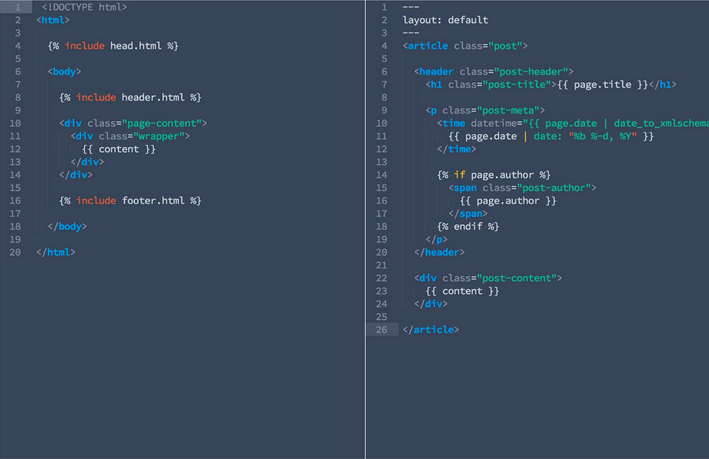 1 <!DOCTYPE html>
2 <html>
3
4 {% include head.html %}
5
6 <body>
7
8 {% include header.html %}
9
10 <div class="page-content">
11 <div class="wrapper">
12 {{ content }}
13 </div>
14 </div>
15
16 {% include footer.html %}
17
18 </body>
19
20 </html>
1 ---
2 layout: default
3 ---
4 <article class="post">
5
6 <header class="post-header">
7 <h1 class="post-title">{{ page.title }}</h1>
8
9 <p class="post-meta">
10 <time datetime="{{ page.date | date_to_xmlschema
11 {{ page.date | date: "%b %-d, %Y" }}
12 </time>
13
14 {% if page.author %}
15 <span class="post-author">
16 {{ page.author }}
17 </span>
18 {% endif %}
19 </p>
20 </header>
21
22 <div class="post-content">
23 {{ content }}
24 </div>
25
26 </article>